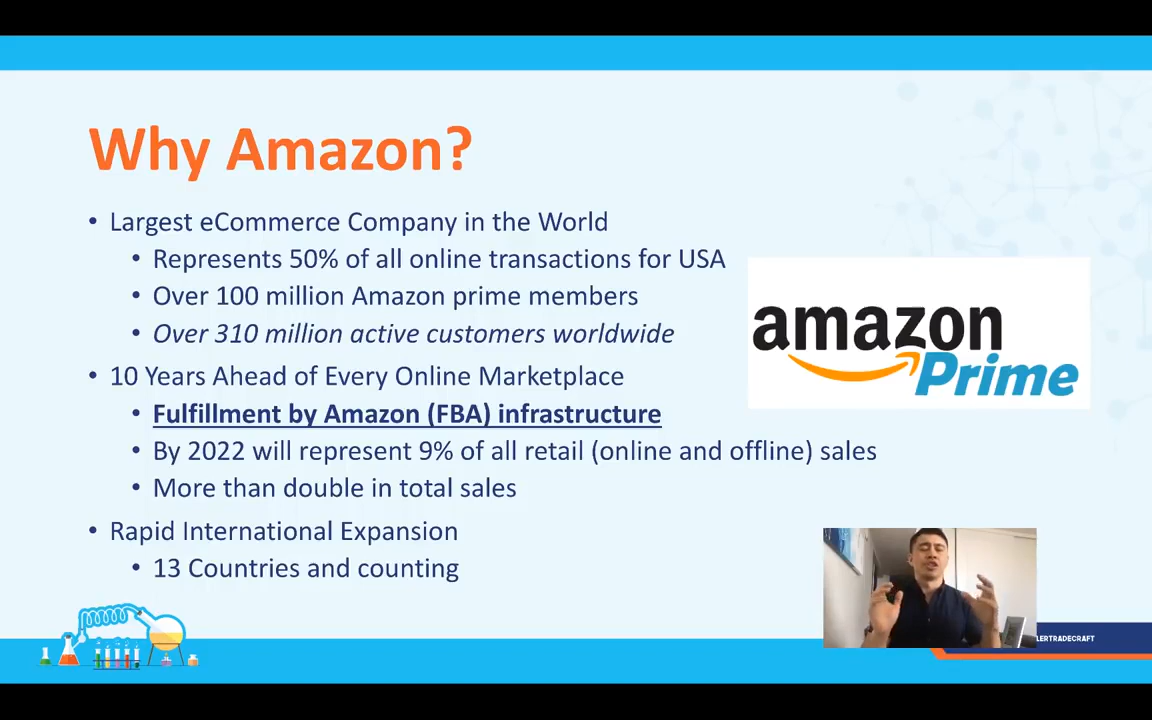 Why Amazon?
• Largest eCommerce Company in the World
• Represents 50% of all online transactions for USA
• Over 100 million Amazon prime members
• Over 310 million active customers worldwide
amazon
Prime
• 10 Years Ahead of Every Online Marketplace
• Fulfillment by Amazon (FBA) infrastructure
• By 2022 will represent 9% of all retail (online and offline) sales
• More than double in total sales
• Rapid International Expansion
• 13 Countries and counting
LERTRADECRAFT